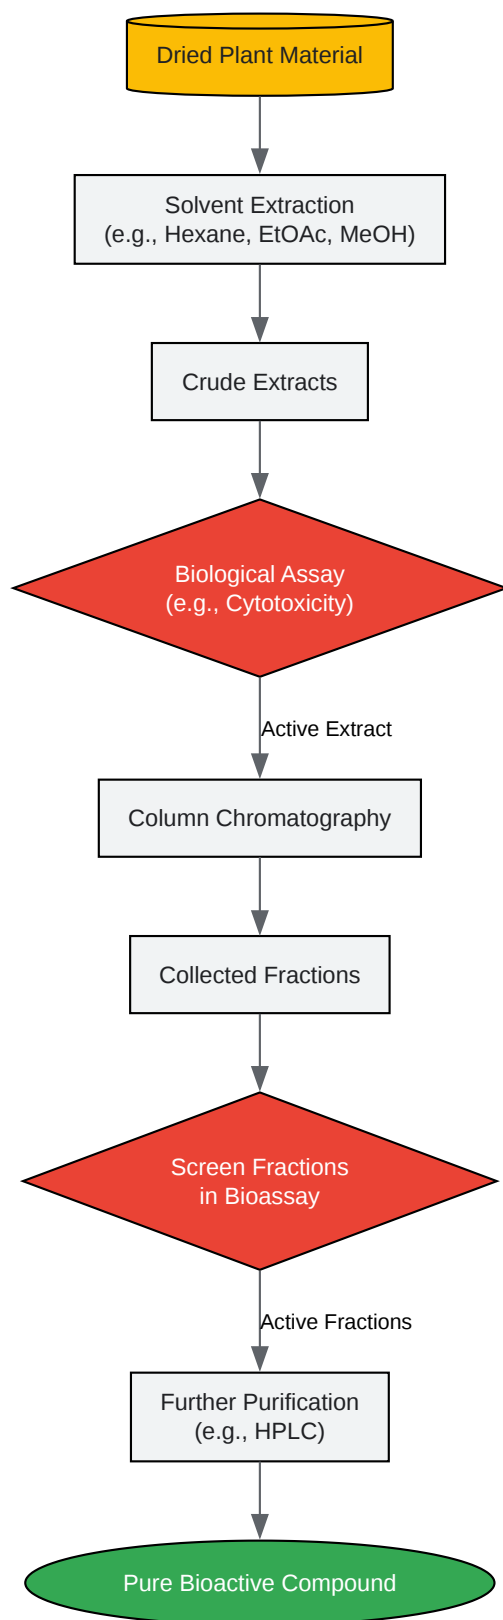 Dried Plant Material
Solvent Extraction
(e.g., Hexane, EtOAc, MeOH)
Crude Extracts
Biological Assay
(e.g., Cytotoxicity)
Active Extract
Column Chromatography
Collected Fractions
Screen Fractions
in Bioassay
Active Fractions
Further Purification
(e.g., HPLC)
Pure Bioactive Compound